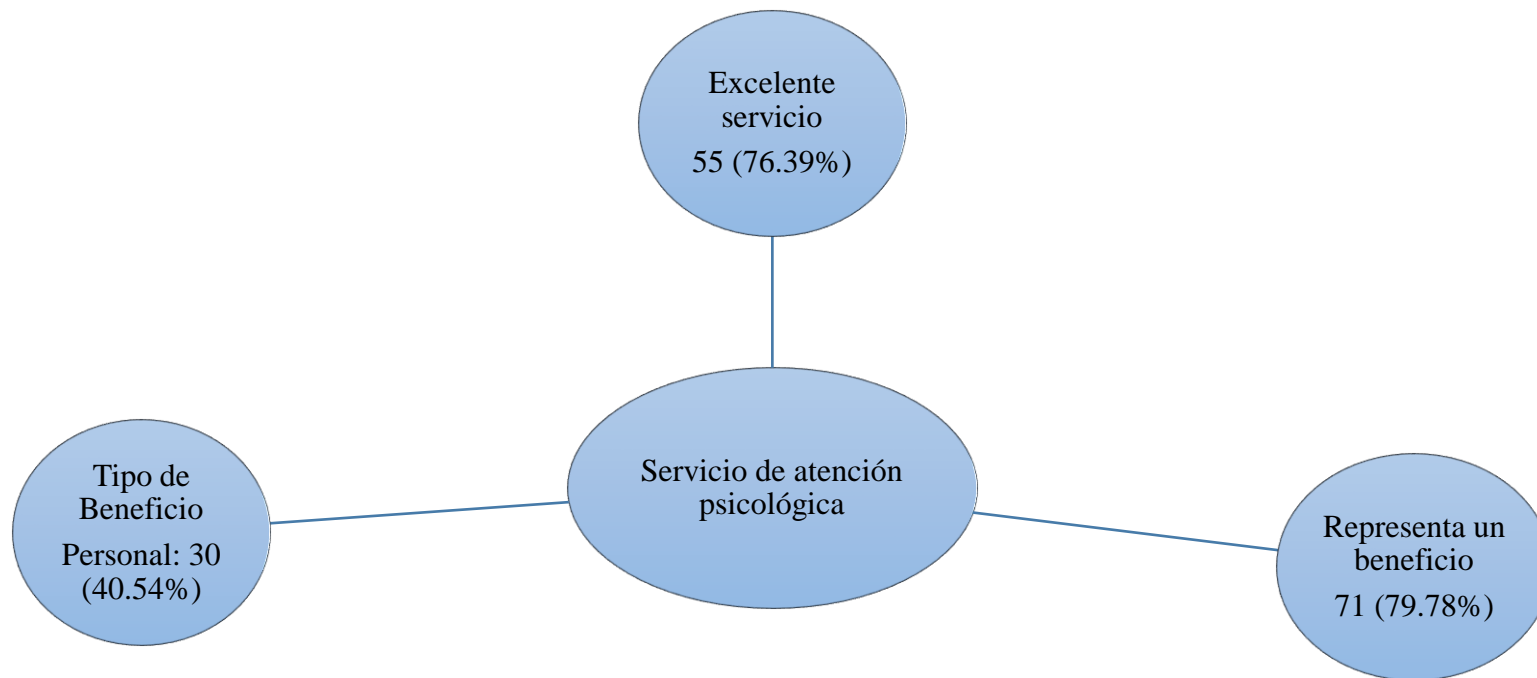 Excelente
servicio
55 (76.39%)
Servicio de atención
psicológica
Tipo de
Beneficio
Personal: 30
(40.54%)
Representa un
beneficio
71 (79.78%)